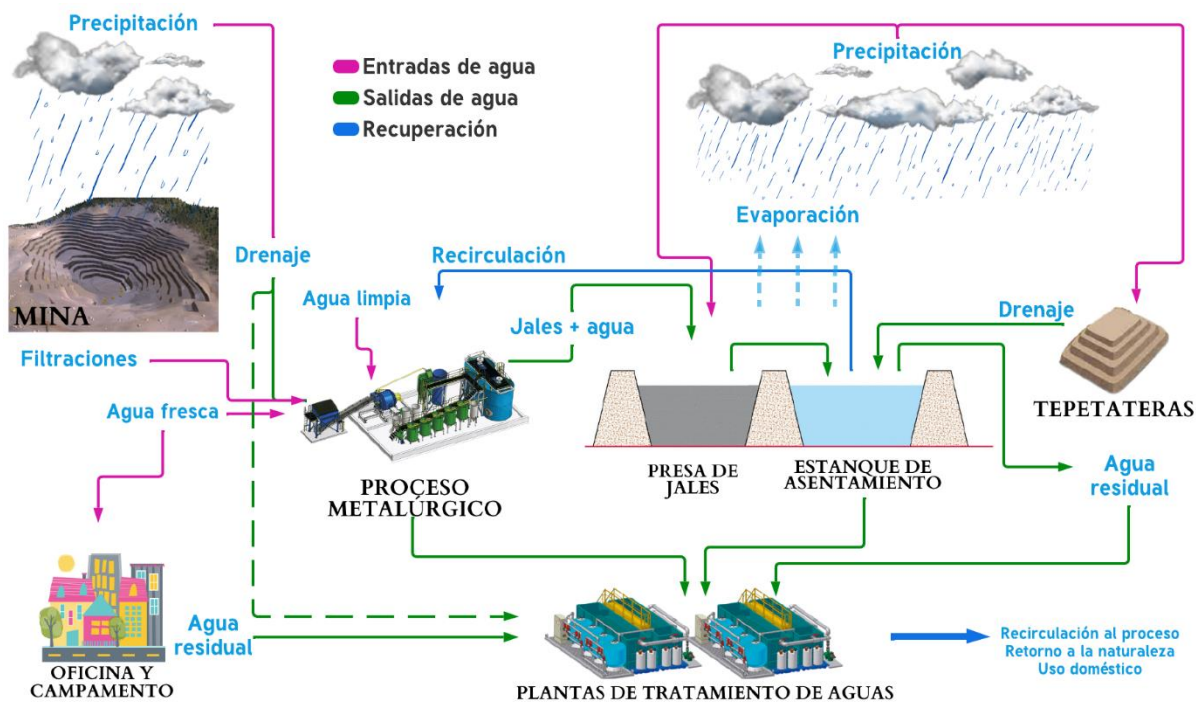 Precipitación
Entradas de agua
Salidas de agua
Recuperación
Precipitación
Evaporación
Drenaje
Recirculación
MINA
Agua limpia
Jales + agua
Drenaje
Filtraciones
Agua fresca
TEPETATERAS
PROCESO
METALÚRGICO
PRESA DE
JALES
ESTANQUE DE
ASENTAMIENTO
Agua
residual
OFICINA Y
CAMPAMENTO
Agua
residual
PLANTAS DE TRATAMIENTO DE AGUAS
Recirculación al proceso
Retorno a la naturaleza
Uso doméstico